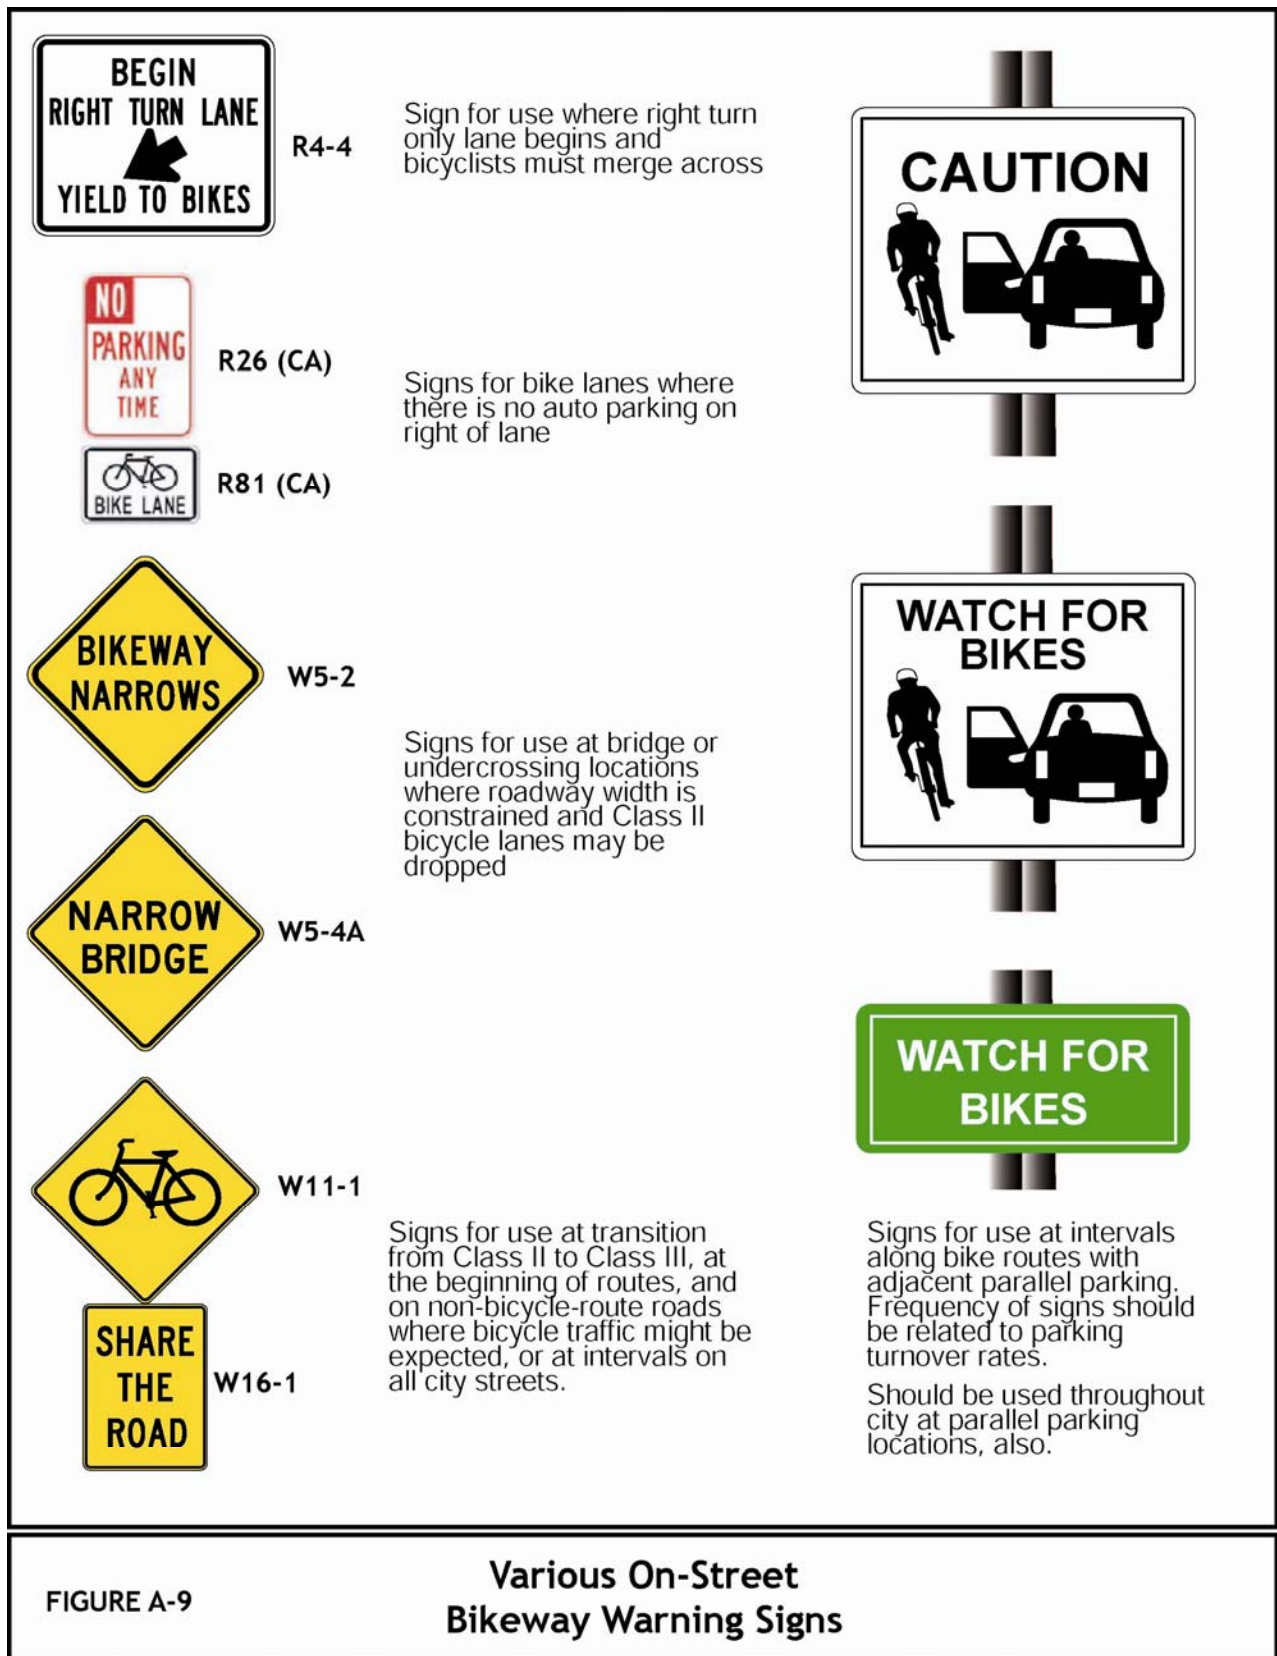 BEGIN
RIGHT TURN LANE
YIELD TO BIKES
R4-4
Sign for use where right turn
only lane begins and
bicyclists must merge across
NO
PARKING
ANY
TIME
R26 (CA)
BIKE LANE
R81 (CA)
Signs for bike lanes where
there is no auto parking on
right of lane
BIKEWAY
NARROWS
W5-2
NARROW
BRIDGE
W5-4A
Signs for use at bridge or
undercrossing locations
where roadway width is
constrained and Class II
bicycle lanes may be
dropped
W11-1
SHARE
THE
ROAD
W16-1
Signs for use at transition
from Class II to Class III, at
the beginning of routes, and
on non-bicycle-route roads
where bicycle traffic might be
expected, or at intervals on
all city streets.
CAUTION
WATCH FOR
BIKES
WATCH FOR
BIKES
Signs for use at intervals
along bike routes with
adjacent parallel parking.
Frequency of signs should
be related to parking
turnover rates.
Should be used throughout
city at parallel parking
locations, also.
FIGURE A-9
Various On-Street
Bikeway Warning Signs